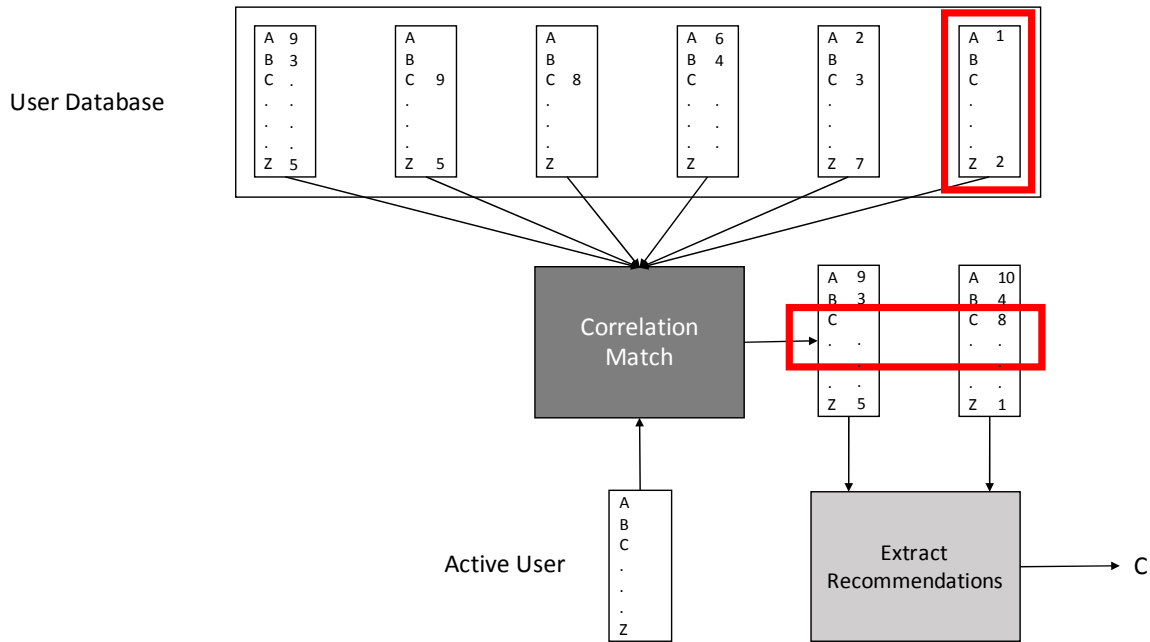 User Database
A 9
B 3
C .
. .
. .
. .
Z 5
A
B
C 9
.
.
.
Z 5
A
B
C 8
.
.
.
Z
A 6
B 4
C
. .
. .
.
Z
A 2
B
C 3
. .
. .
. .
Z 7
A 1
B
C
.
.
.
Z 2
Correlation
Match
A 9
B 3
C
. .
.
.
Z 5
A 10
B 4
C 8
. .
.
. .
Z 1
Active User
A
B
C
.
.
.
Z
Extract
Recommendations
C